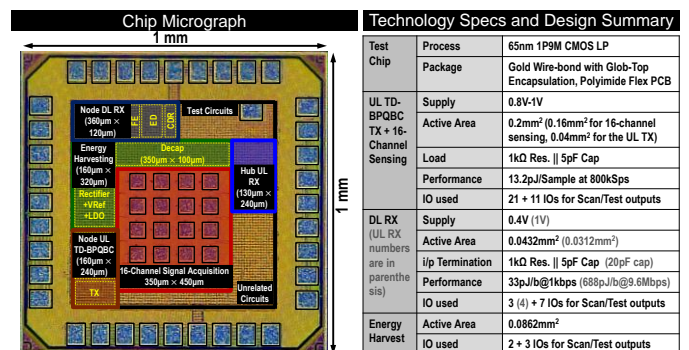 Chip Micrograph
1 mm
1 mm
Node DL RX
(360μm ×
120μm)
FE
ED
CDR
Test Circuits
Energy
Harvesting
(160μm ×
320μm)
Decap
(350μm × 100μm)
Hub UL
RX
(130μm ×
240μm)
Rectifier
+VRef
+LDO
Node UL
TD-BPQBC
(160μm ×
240μm)
TX
16-Channel Signal Acquisition
350μm × 450μm
Unrelated
Circuits
Technology Specs and Design Summary
Test
Chip
Process
65nm 1P9M CMOS LP
Package
Gold Wire-bond with Glob-Top
Encapsulation, Polyimide Flex PCB
UL TD-
BPQBC
TX + 16-
Channel
Sensing
Supply
0.8V-1V
Active Area
0.2mm² (0.16mm² for 16-channel
sensing, 0.04mm² for the UL TX)
Load
1kΩ Res. || 5pF Cap
Performance
13.2pJ/Sample at 800kSps
IO used
21 + 11 IOs for Scan/Test outputs
DL RX
(UL RX
numbers
are in
parenthe
sis)
Supply
0.4V (1V)
Active Area
0.0432mm² (0.0312mm²)
i/p Termination
1kΩ Res. || 5pF Cap (20pF cap)
Performance
33pJ/b@1kbps (688pJ/b@9.6Mbps)
IO used
3 (4) + 7 IOs for Scan/Test outputs
Energy
Harvest
Active Area
0.0862mm²
IO used
2 + 3 IOs for Scan/Test outputs